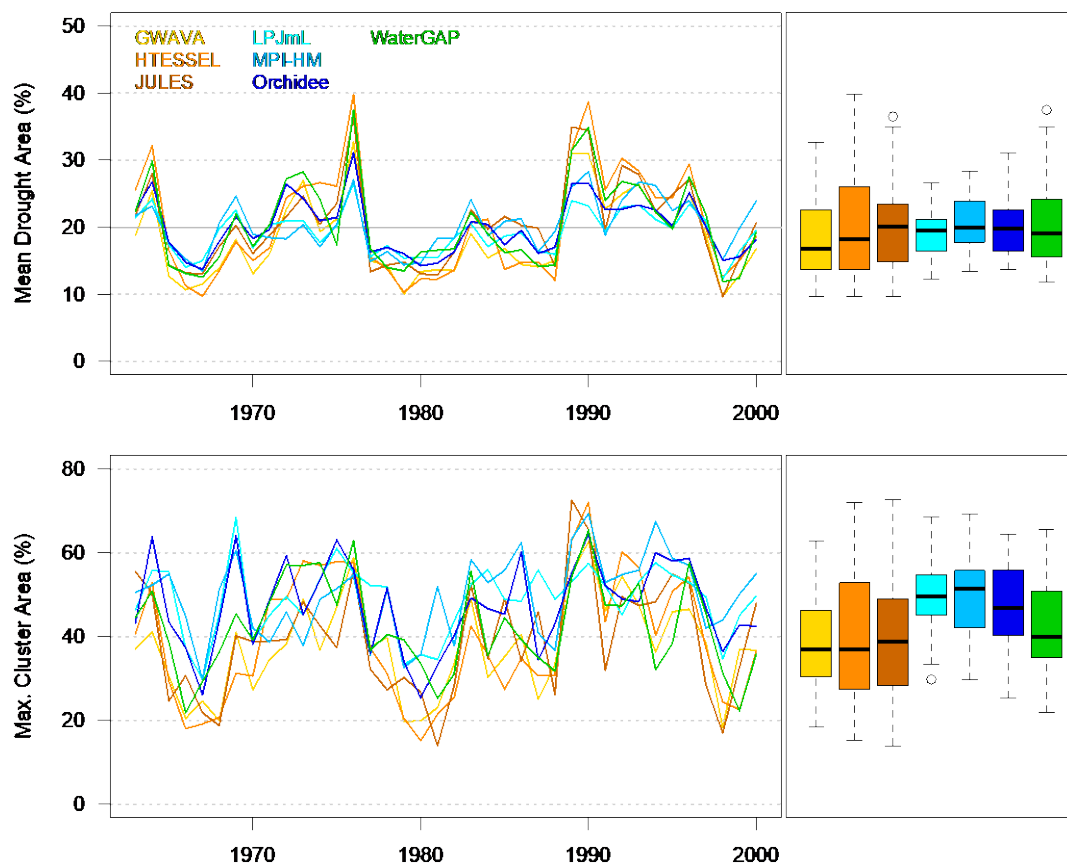 Mean Drought Area (%)
50
40
30
20
10
0
GWAVA LPJmL WaterGAP
HTESSEL MPI-HM
JULES Orchidee
1970 1980 1990 2000
Max. Cluster Area (%)
80
60
40
20
0
1970 1980 1990 2000